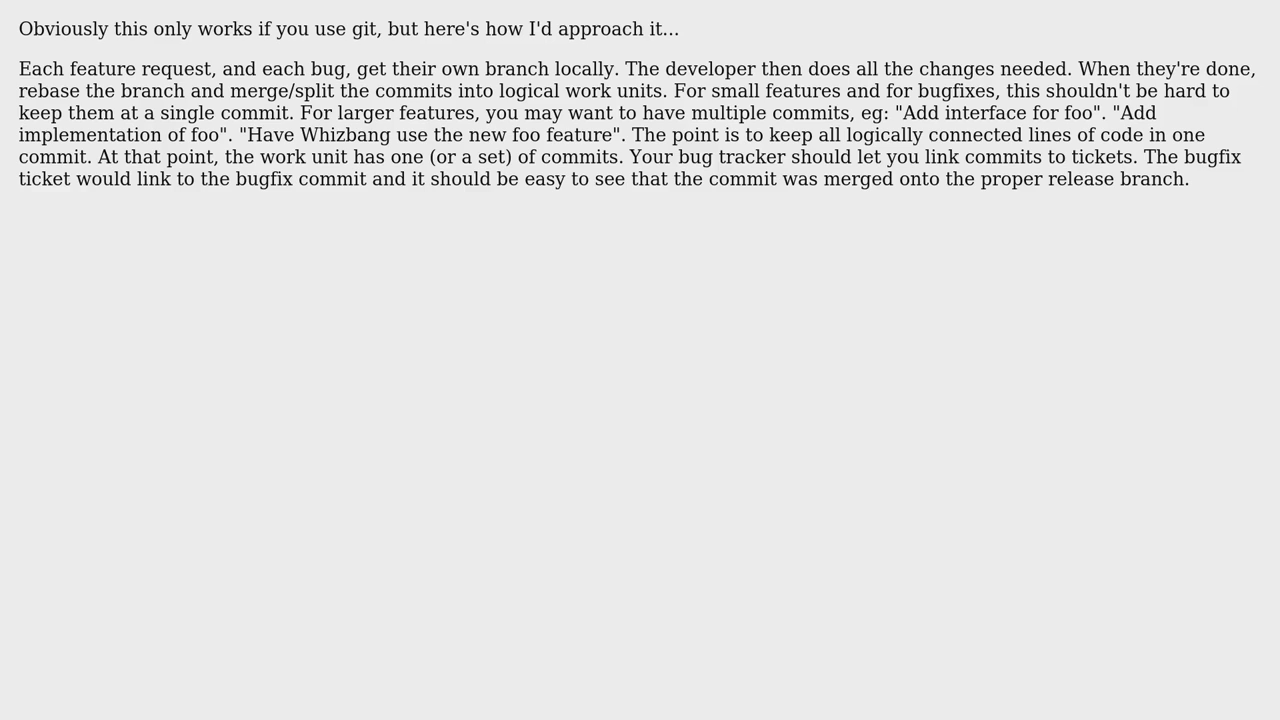 Obviously this only works if you use git, but here's how I'd approach it...
Each feature request, and each bug, get their own branch locally. The developer then does all the changes needed. When they're done,
rebase the branch and merge/split the commits into logical work units. For small features and for bugfixes, this shouldn't be hard to
keep them at a single commit. For larger features, you may want to have multiple commits, eg: "Add interface for foo". "Add
implementation of foo". "Have Whizbang use the new foo feature". The point is to keep all logically connected lines of code in one
commit. At that point, the work unit has one (or a set) of commits. Your bug tracker should let you link commits to tickets. The bugfix
ticket would link to the bugfix commit and it should be easy to see that the commit was merged onto the proper release branch.